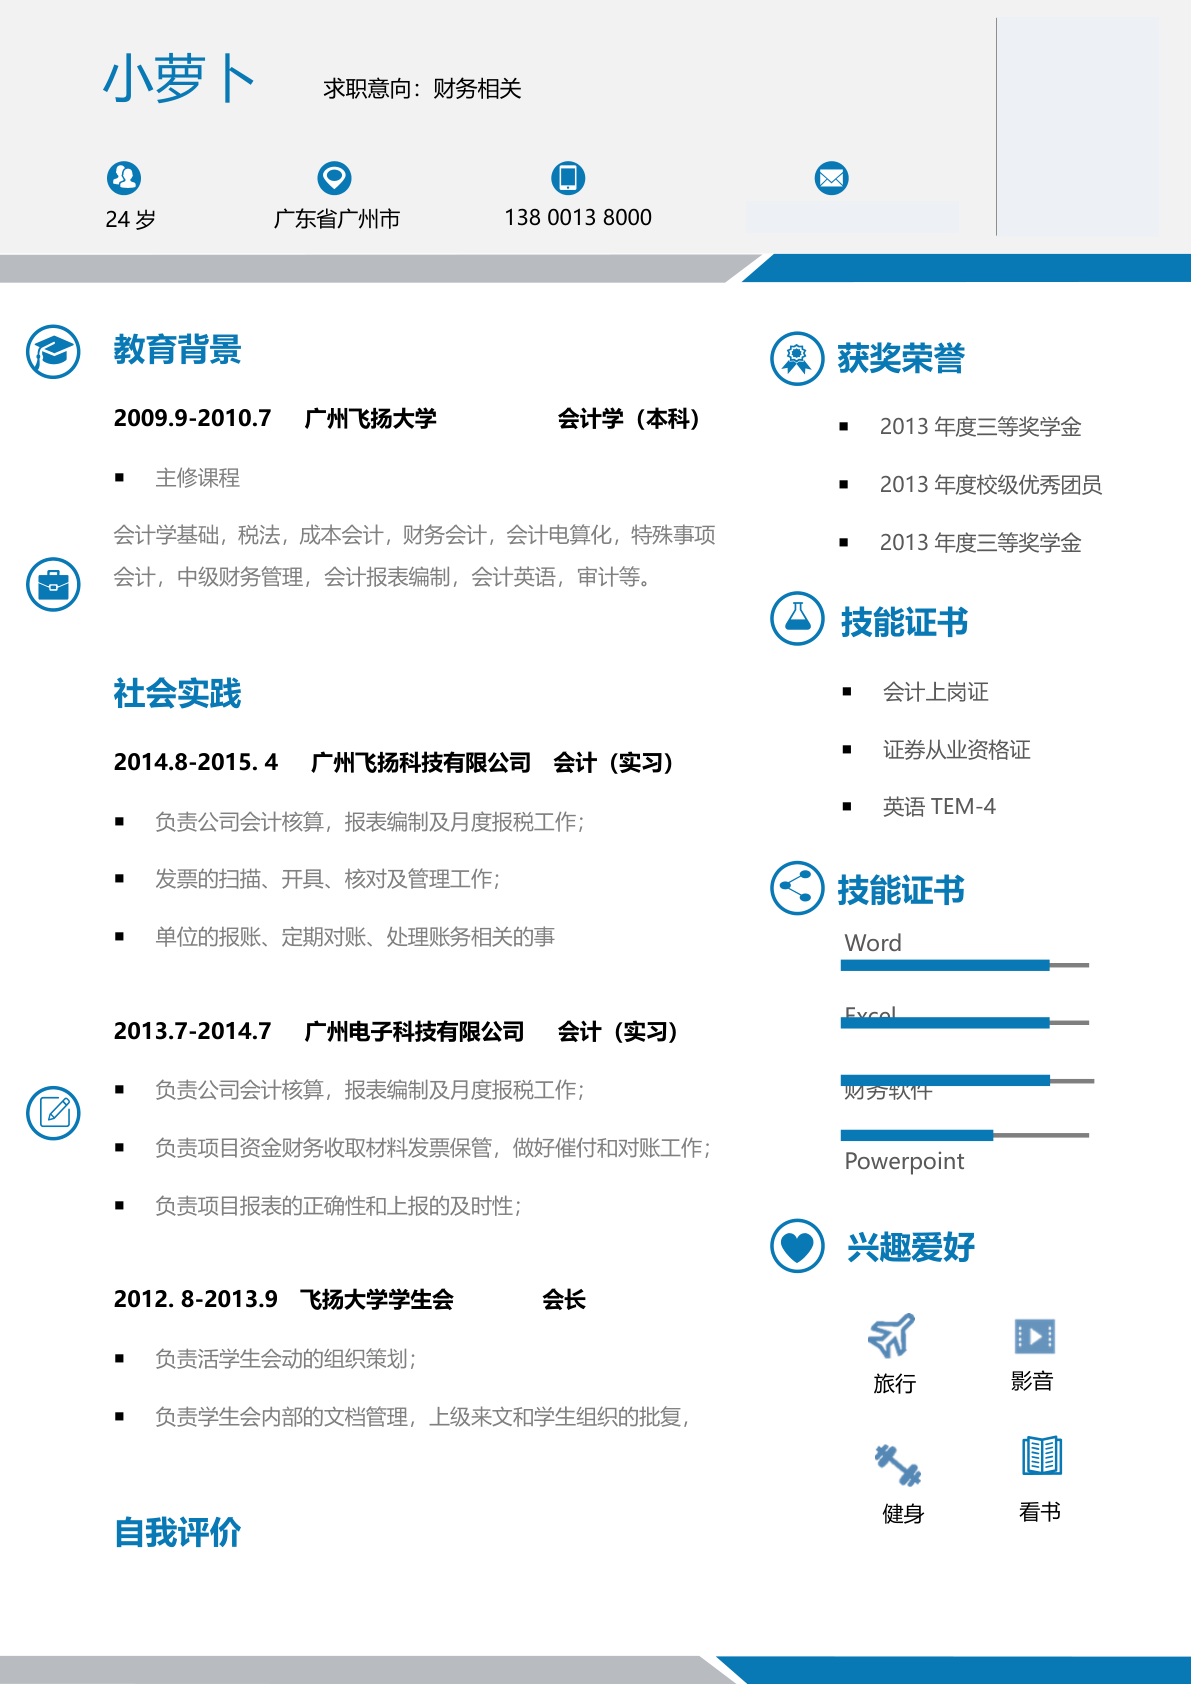 小萝卜
求职意向：财务相关
24 岁
广东省广州市
138 0013 8000
教育背景
2009.9-2010.7 广州飞扬大学 会计学（本科）
主修课程
会计学基础，税法，成本会计，财务会计，会计电算化，特殊事项
会计，中级财务管理，会计报表编制，会计英语，审计等。
社会实践
2014.8-2015. 4 广州飞扬科技有限公司 会计（实习）
负责公司会计核算，报表编制及月度报税工作；
发票的扫描、开具、核对及管理工作；
单位的报账、定期对账、处理账务相关的事
2013.7-2014.7 广州电子科技有限公司 会计（实习）
负责公司会计核算，报表编制及月度报税工作；
负责项目资金财务收取材料发票保管，做好催付和对账工作；
负责项目报表的正确性和上报的及时性；
2012. 8-2013.9 飞扬大学学生会 会长
负责活学生会动的组织策划；
负责学生会内部的文档管理，上级来文和学生组织的批复，
自我评价
获奖荣誉
2013 年度三等奖学金
2013 年度校级优秀团员
2013 年度三等奖学金
技能证书
会计上岗证
证券从业资格证
英语 TEM-4
技能证书
Word
Excel
财务软件
Powerpoint
兴趣爱好
旅行
影音
健身
看书